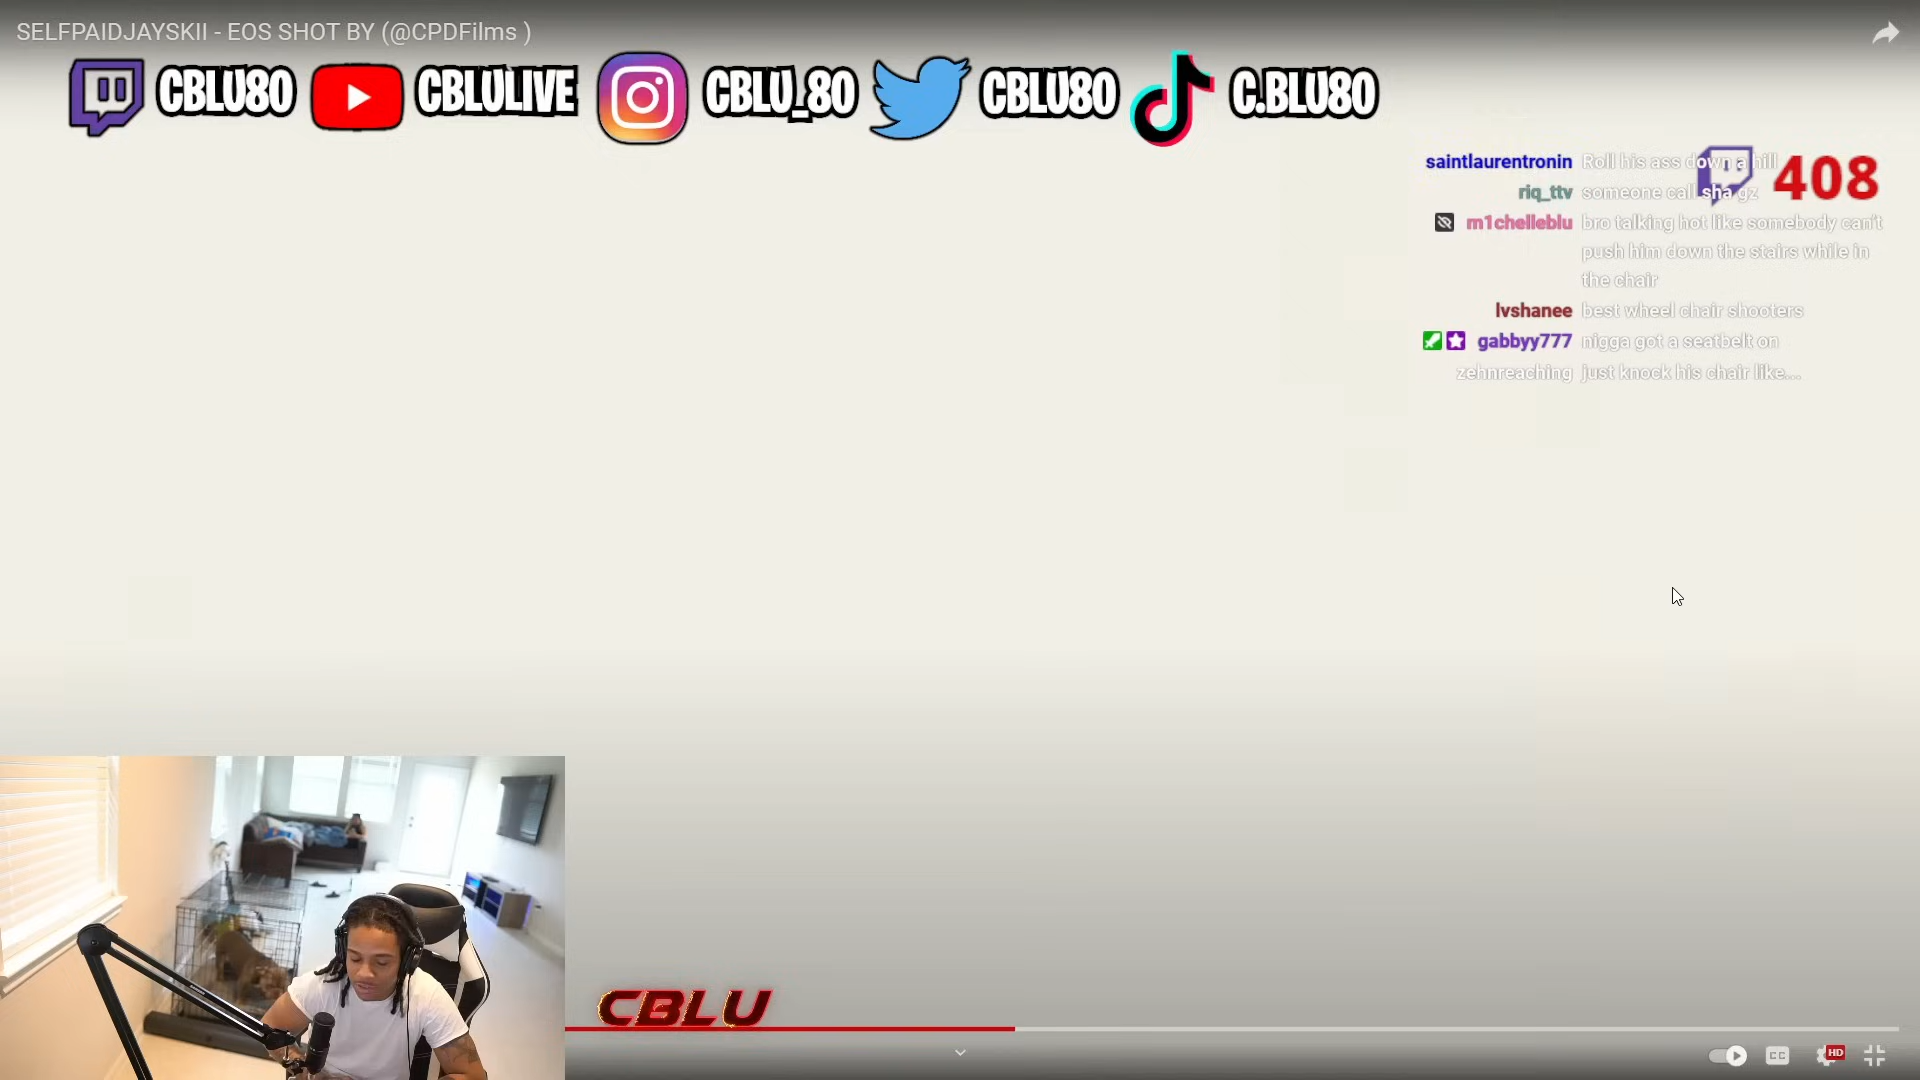 SELFPAIDJAYSKII - EOS SHOT BY (@CPDFilms )
CBLU80 CBLULIVE CBLU_80 CBLU80 C.BLU80
408
saintlaurentronin Roll his ass down a hill
riq_ttv someone call sha gz
m1chelleblu bro talking hot like somebody can't
push him down the stairs while in
the chair
lvshanee best wheel chair shooters
gabbyy777 nigga got a seatbelt on
zehnreaching just knock his chair like...
CBLU
CC
HD